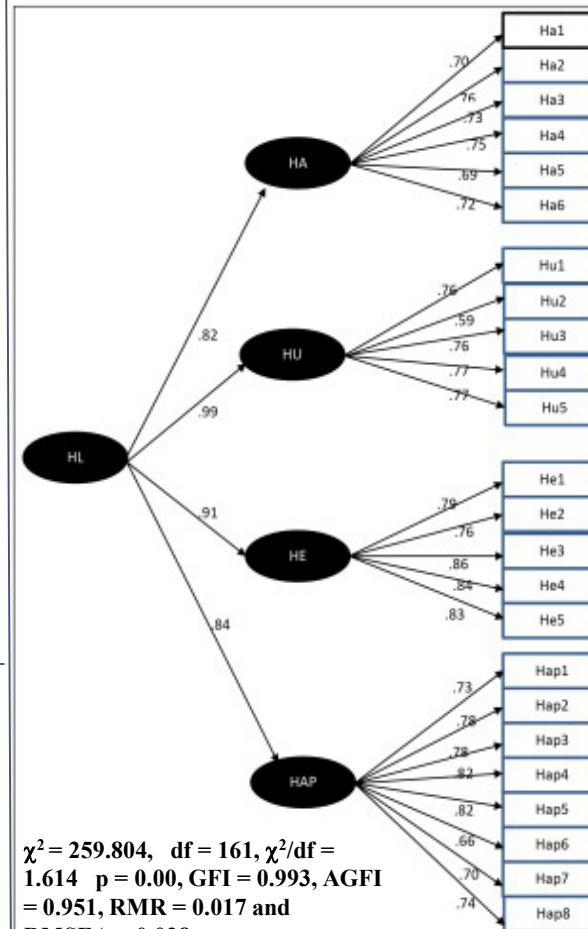 Ha1
.70
Ha2
.76
Ha3
.73
Ha4
.75
Ha5
.69
Ha6
.72
HA
.82
Hu1
.76
Hu2
.59
Hu3
.76
Hu4
.77
Hu5
.77
HU
.99
HL
He1
.79
He2
.76
He3
.86
He4
.84
He5
.83
HE
.91
.84
Hap1
.73
Hap2
.78
Hap3
.78
Hap4
.82
Hap5
.82
Hap6
.66
Hap7
.70
Hap8
.74
HAP
χ² = 259.804, df = 161, χ²/df =
1.614 p = 0.00, GFI = 0.993, AGFI
= 0.951, RMR = 0.017 and